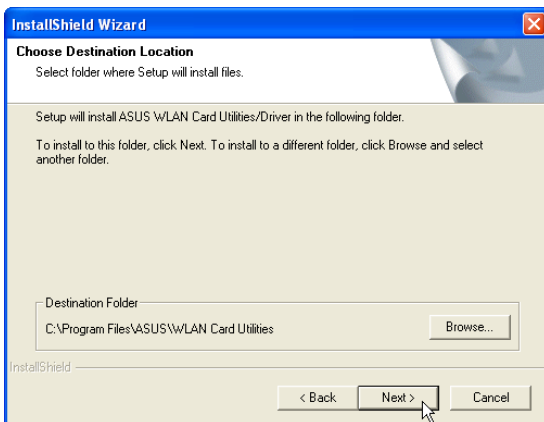 InstallShield Wizard
Choose Destination Location
Select folder where Setup will install files.
Setup will install ASUS WLAN Card Utilities/Driver in the following folder.
To install to this folder, click Next. To install to a different folder, click Browse and select
another folder.
Destination Folder
C:\Program Files\ASUS\WLAN Card Utilities
Browse...
InstallShield
< Back
Next >
Cancel